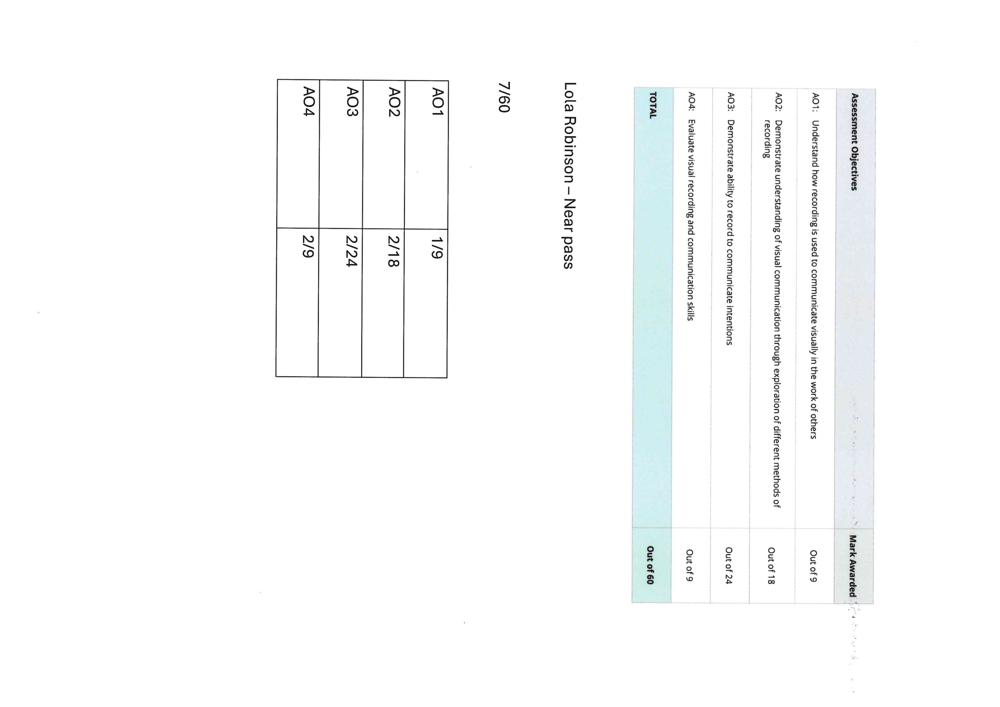 Assessment Objectives Mark Awarded
AO1: Understand how recording is used to communicate visually in the work of others Out of 9
AO2: Demonstrate understanding of visual communication through exploration of different methods of
recording Out of 18
AO3: Demonstrate ability to record to communicate intentions Out of 24
AO4: Evaluate visual recording and communication skills Out of 9
TOTAL Out of 60
Lola Robinson – Near pass
7/60
AO1 1/9
AO2 2/18
AO3 2/24
AO4 2/9